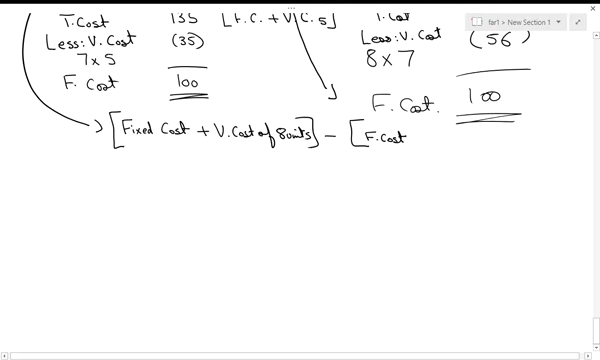 far1 > New Section 1
T. Cost 135 [F.C. + V.C. 5] T. Cost
Less: V. Cost (35) Less: V. Cost (56)
7 x 5 8 x 7
F. Cost 100 F. Cost. 100
[Fixed Cost + V. Cost of 8 units] - [F. Cost